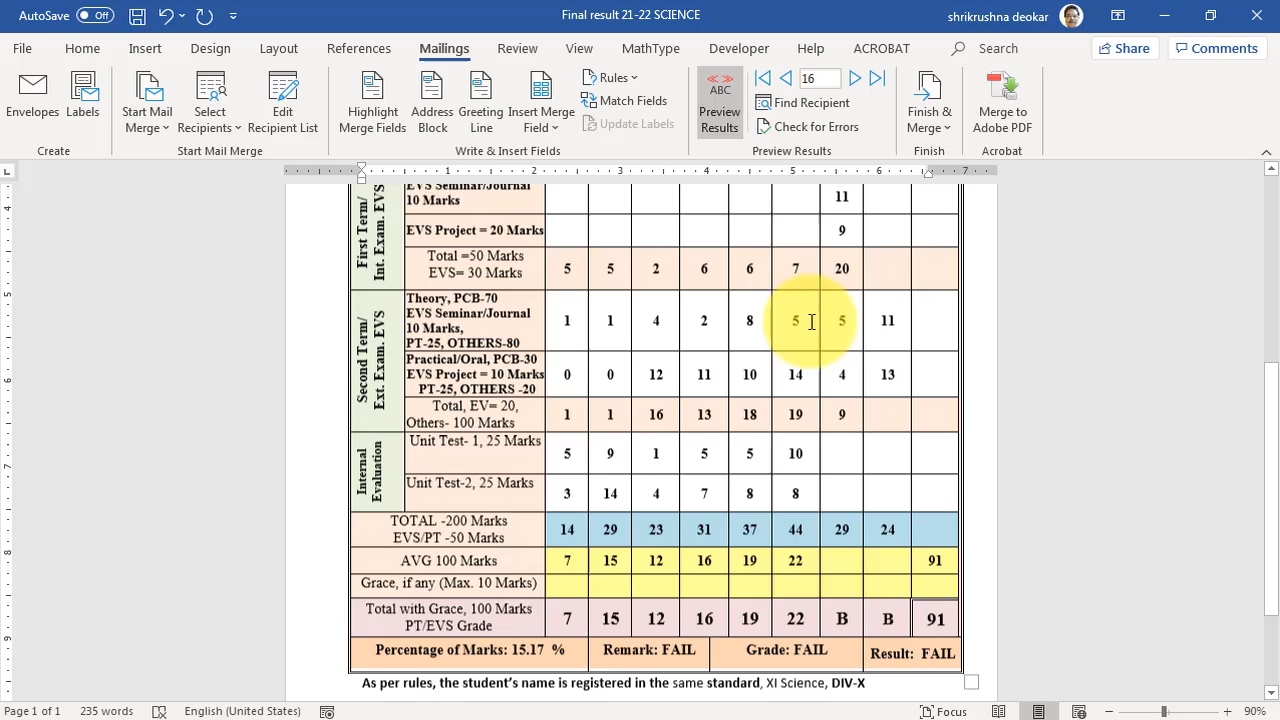 AutoSave Off Final result 21-22 SCIENCE shrikrushna deokar
File Home Insert Design Layout References Mailings Review View MathType Developer Help ACROBAT Search Share Comments
Envelopes Labels Start Mail Merge Select Recipients Edit Recipient List Highlight Merge Fields Address Block Greeting Line Insert Merge Field Rules Match Fields Update Labels ABC Preview Results 16 Find Recipient Check for Errors Finish & Merge Merge to Adobe PDF
Create Start Mail Merge Write & Insert Fields Preview Results Finish Acrobat
L 1 2 3 4 5 6 7
4 5 6 7 8 9
First Term/ Int. Exam. EVS
EVS Seminar/Journal
10 Marks 11
EVS Project = 20 Marks 9
Total =50 Marks
EVS= 30 Marks 5 5 2 6 6 7 20
Second Term/ Ext. Exam. EVS
Theory, PCB-70
EVS Seminar/Journal
10 Marks,
PT-25, OTHERS-80 1 1 4 2 8 5 5 11
Practical/Oral, PCB-30
EVS Project = 10 Marks
PT-25, OTHERS -20 0 0 12 11 10 14 4 13
Total, EV= 20,
Others- 100 Marks 1 1 16 13 18 19 9
Internal Evaluation
Unit Test- 1, 25 Marks 5 9 1 5 5 10
Unit Test-2, 25 Marks 3 14 4 7 8 8
TOTAL -200 Marks
EVS/PT -50 Marks 14 29 23 31 37 44 29 24
AVG 100 Marks 7 15 12 16 19 22 91
Grace, if any (Max. 10 Marks)
Total with Grace, 100 Marks
PT/EVS Grade 7 15 12 16 19 22 B B 91
Percentage of Marks: 15.17 % Remark: FAIL Grade: FAIL Result: FAIL
As per rules, the student's name is registered in the same standard, XI Science, DIV-X
Page 1 of 1 235 words English (United States) Focus 90%